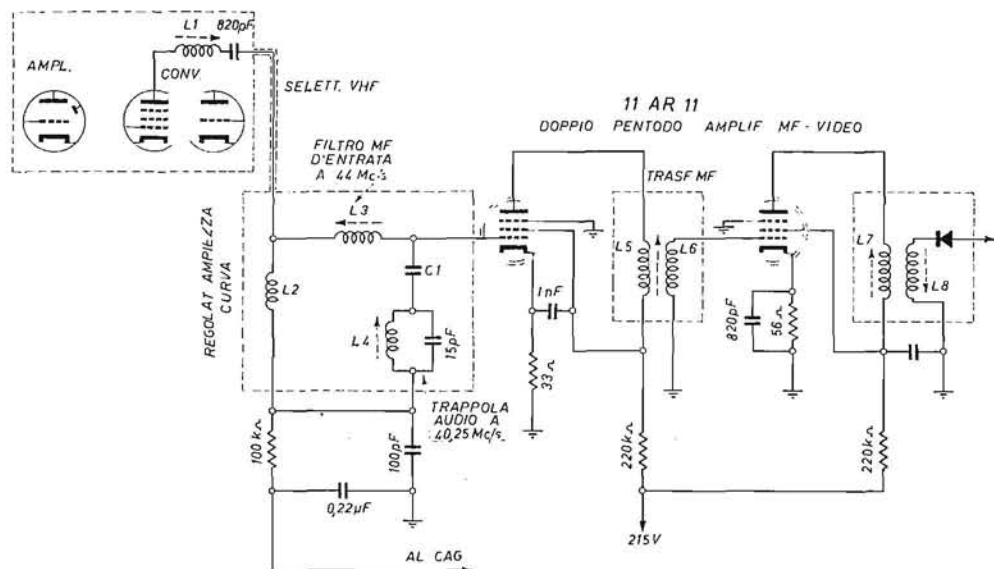 L1
820pF
AMPL.
CONV.
SELETT. VHF
11 AR 11
DOPPIO PENTODO AMPLIF MF-VIDEO
FILTRO MF
D'ENTRATA
A 44 Mc/s
TRASF MF
L3
REGOLAT AMPIEZZA
CURVA
L2
C1
L4
15pF
1nF
33Ω
L5
L6
820pF
56Ω
L7
L8
TRAPPOLA
AUDIO A
40,25 Mc/s
100kΩ
100pF
0,22µF
220kΩ
220kΩ
215V
AL CAG